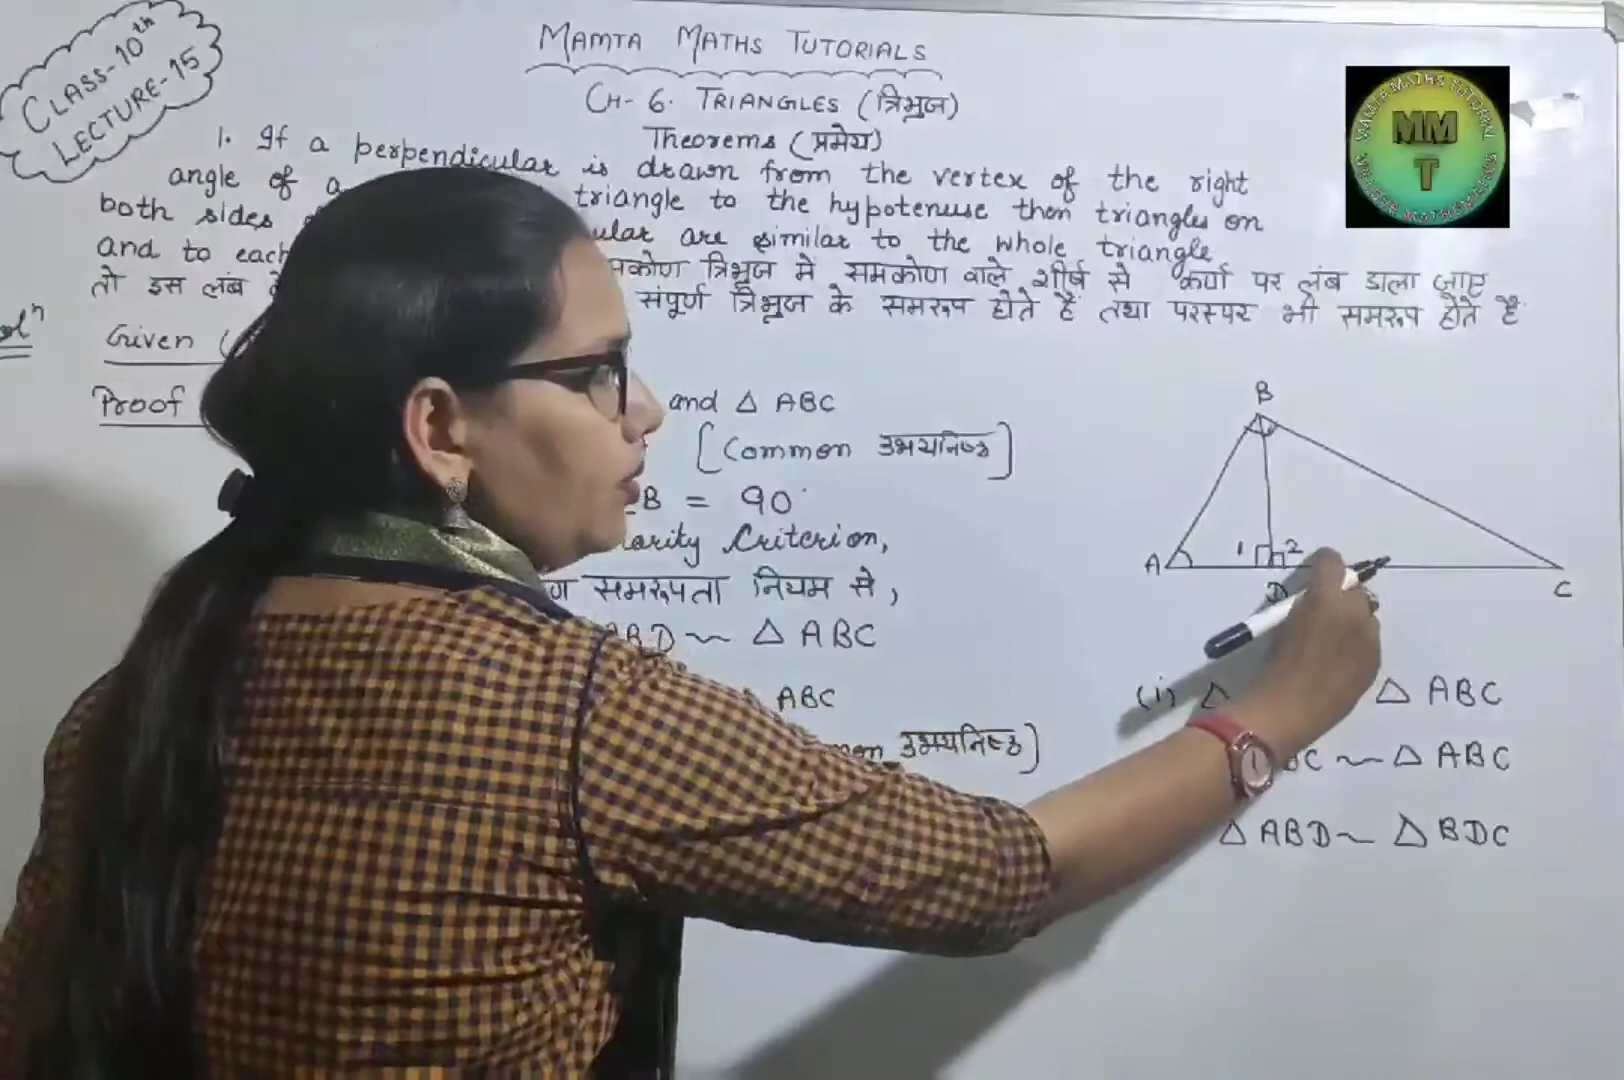 CLASS-10th
LECTURE-15
MAMTA MATHS TUTORIALS
CH-6. TRIANGLES (त्रिभुज)
Theorems (प्रमेय)
1. If a perpendicular is drawn from the vertex of the right
angle of a triangle to the hypotenuse then triangles on
both sides are similar to the whole triangle
and to each
त्रिभुज में समकोण वाले शीर्ष से कर्ण पर लंब डाला जाए
तो इस लंब संपूर्ण त्रिभुज के समरूप होते हैं तथा परस्पर भी समरूप होते हैं
Given (
Proof and △ ABC
[Common उभयनिष्ठ]
B = 90°
Criterion,
समरूपता नियम से,
ABD ~ △ ABC
ABC
उभयनिष्ठ]
B
A
1
2
D
C
(i) △ △ ABC
~ △ ABC
△ ABD ~ △ BDC
MM
T